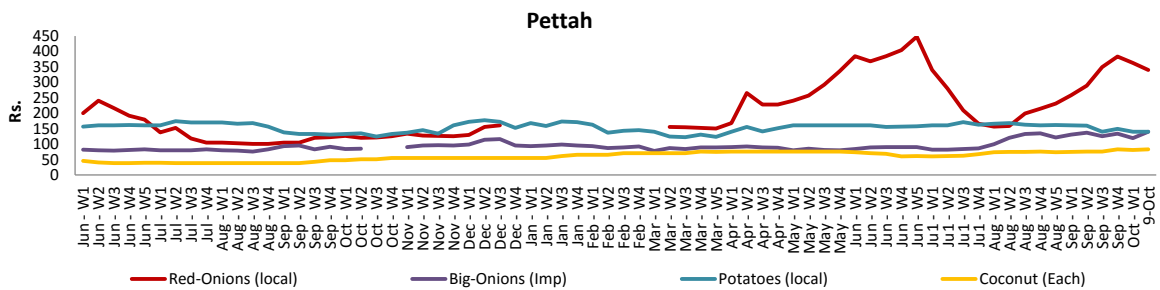 Pettah
Rs.
450
400
350
300
250
200
150
100
50
0
Jun - W1
Jun - W2
Jun - W3
Jun - W4
Jun - W5
Jul - W1
Jul - W2
Jul - W3
Jul - W4
Aug - W1
Aug - W2
Aug - W3
Aug - W4
Sep - W1
Sep - W2
Sep - W3
Sep - W4
Oct - W1
Oct - W2
Oct - W3
Oct - W4
Nov - W1
Nov - W2
Nov - W3
Nov - W4
Dec - W1
Dec - W2
Dec - W3
Dec - W4
Jan - W1
Jan - W2
Jan - W3
Jan - W4
Feb - W1
Feb - W2
Feb - W3
Feb - W4
Mar - W1
Mar - W2
Mar - W3
Mar - W4
Mar - W5
Apr - W1
Apr - W2
Apr - W3
Apr - W4
May - W1
May - W2
May - W3
May - W4
Jun - W1
Jun - W2
Jun - W3
Jun - W4
Jun - W5
Ju1 - W1
Ju1 - W2
Ju1 - W3
Ju1 - W4
Aug - W1
Aug - W2
Aug - W3
Aug - W4
Aug - W5
Sep - W1
Sep - W2
Sep - W3
Sep - W4
Oct - W1
9-Oct
Red-Onions (local)
Big-Onions (Imp)
Potatoes (local)
Coconut (Each)